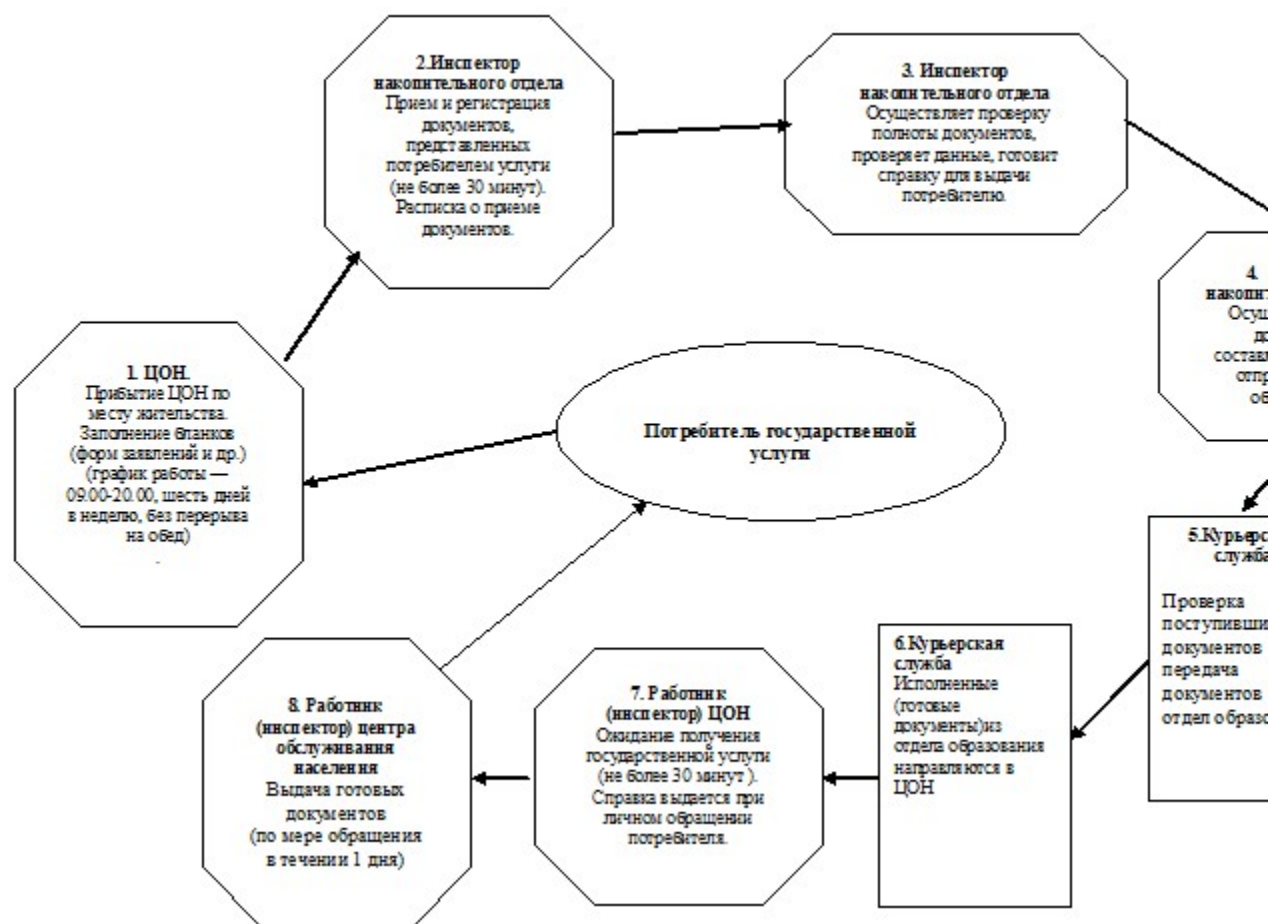 2.Инспектор
накопительного отдела
Прием и регистрация
документов,
представленных
потребителем услуги
(не более 30 минут).
Расписка о приеме
документов.
3. Инспектор
накопительного отдела
Осуществляет проверку
полноты документов,
проверяет данные, готовит
справку для выдачи
потребителю.
4.
1. ЦОН.
Прибытие ЦОН по
месту жительства.
Заполнение бланков
(форм заявлений и др.)
(график работы —
09.00-20.00, шесть дней
в неделю, без перерыва
на обед)
Потребитель государственной
услуги
служба
Проверка
документов
передача
документов
отдел
6.Курьерская
служба
Исполненные
(готовые
документы)из
отдела образования
направляются в
ЦОН
7. Работник
(инспектор) ЦОН
Ожидание получения
государственной услуги
(не более 30 минут ).
Справка выдается при
личном обращении
потребителя.
8. Работник
(инспектор) центра
обслуживания
населения
Выдача готовых
документов
(по мере обращения
в течении 1 дня)